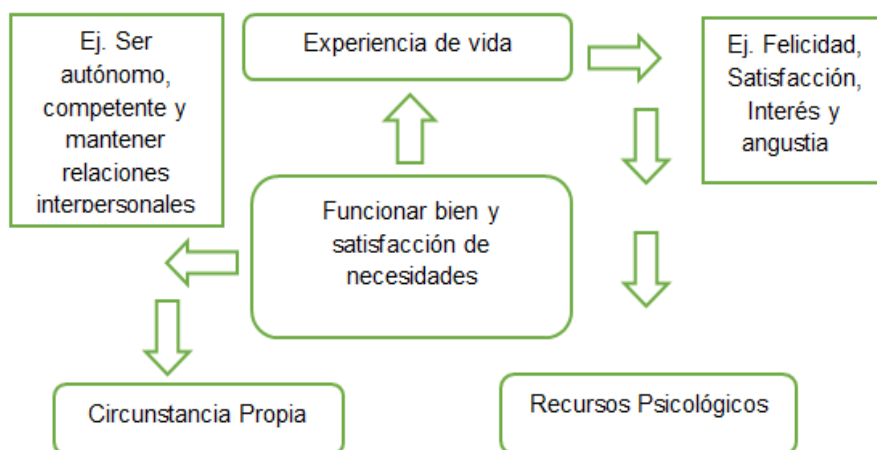 Ej. Ser
autónomo,
competente y
mantener
relaciones
interpersonales
Experiencia de vida
Ej. Felicidad,
Satisfacción,
Interés y
angustia
Funcionar bien y
satisfacción de
necesidades
Circunstancia Propia
Recursos Psicológicos